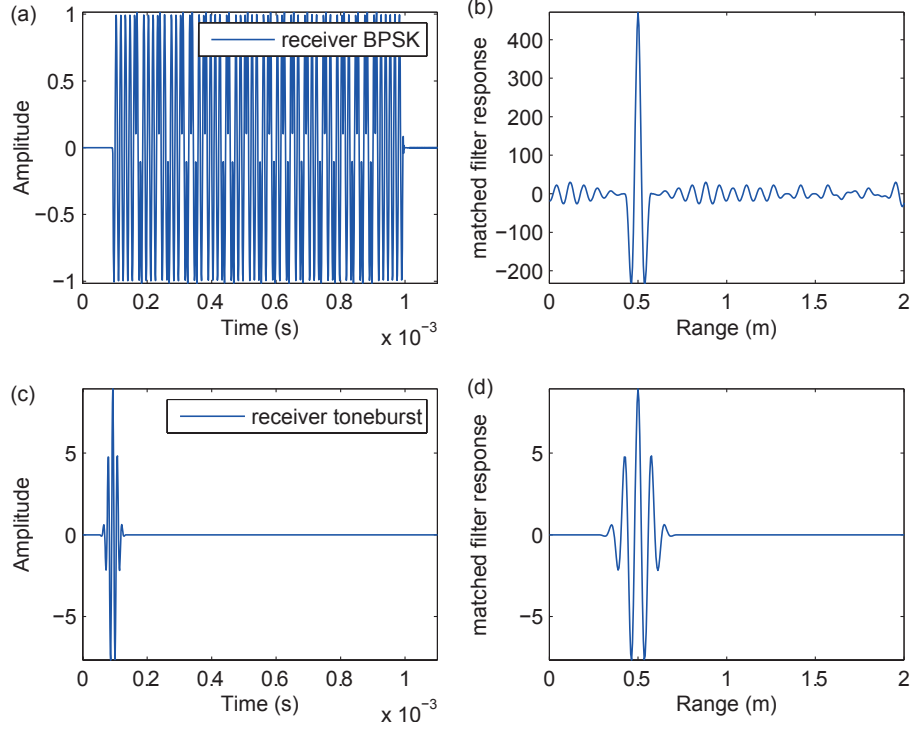 (a)
receiver BPSK
Amplitude
1
0.5
0
−0.5
−1
0 0.2 0.4 0.6 0.8 1
Time (s)
x 10⁻³
(b)
matched filter response
400
300
200
100
0
−100
−200
0 0.5 1 1.5 2
Range (m)
(c)
receiver toneburst
Amplitude
5
0
−5
0 0.2 0.4 0.6 0.8 1
Time (s)
x 10⁻³
(d)
matched filter response
5
0
−5
0 0.5 1 1.5 2
Range (m)